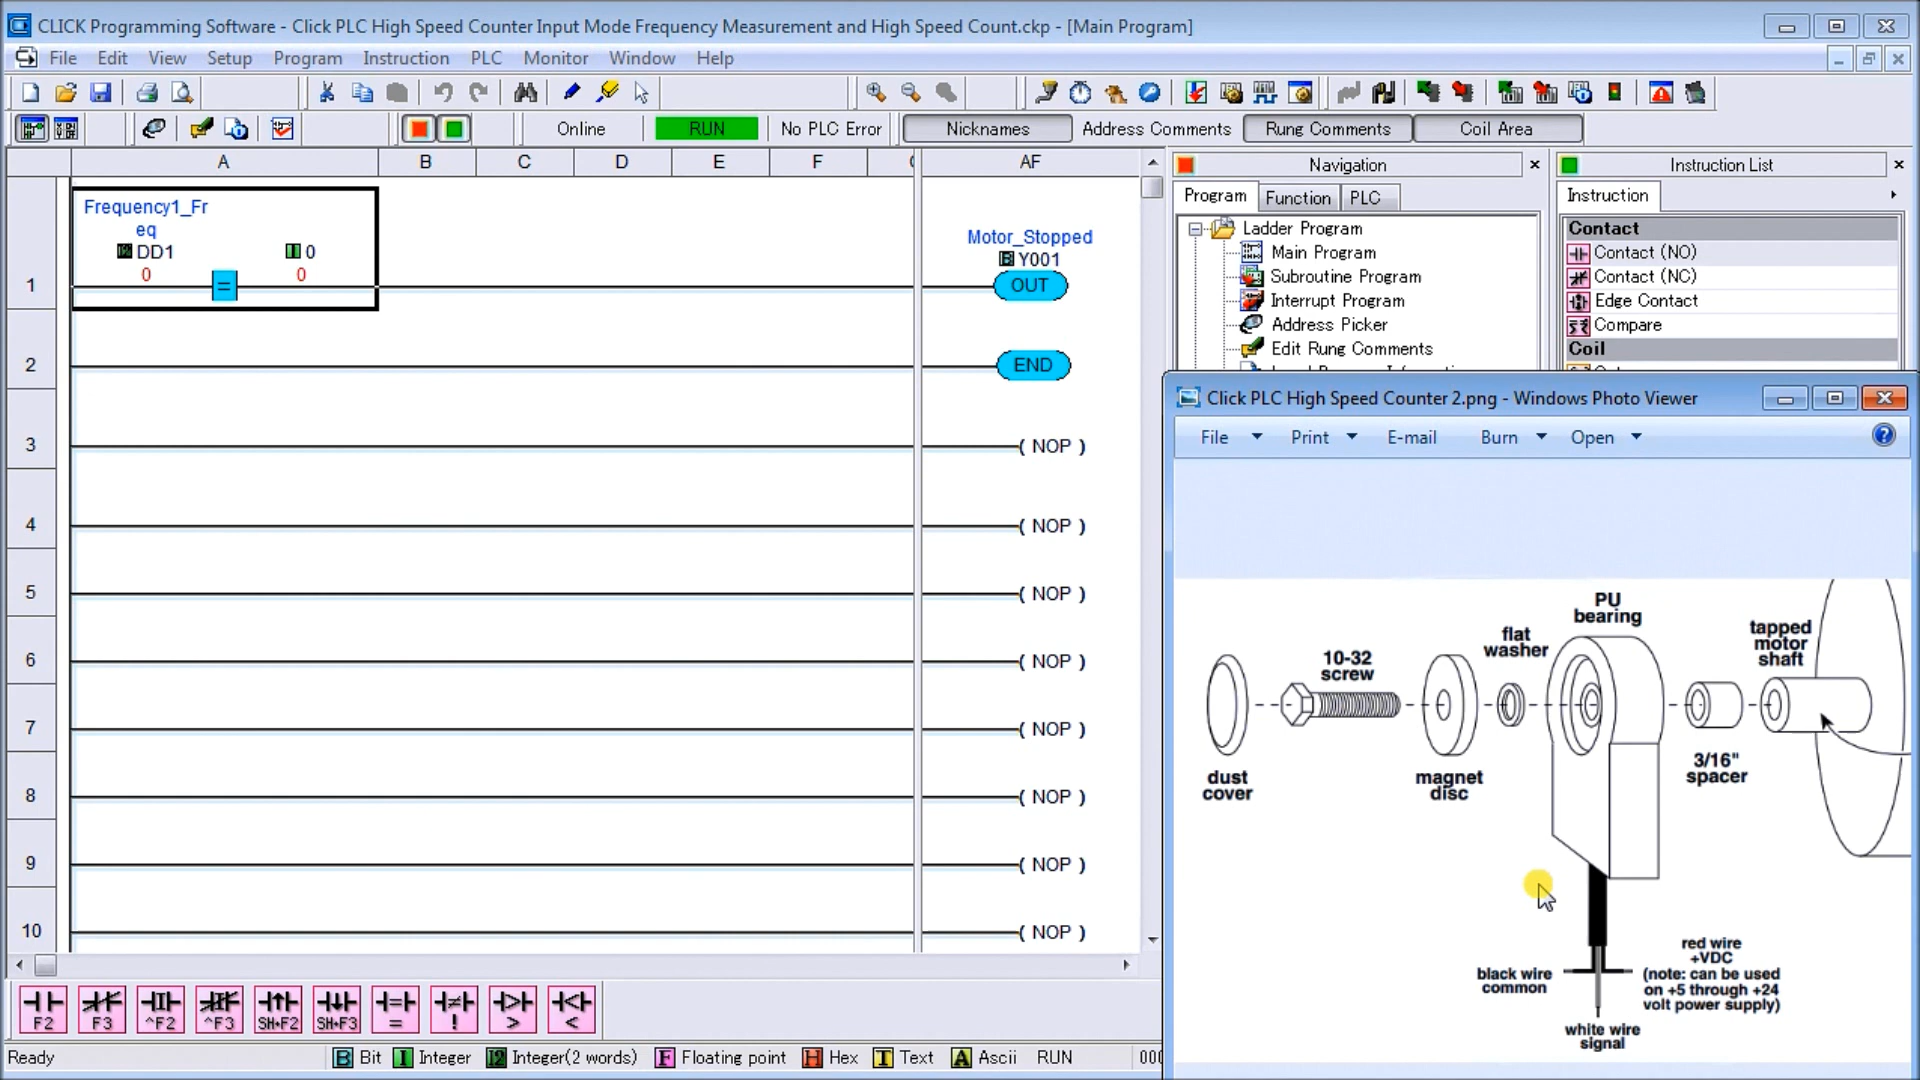 CLICK Programming Software - Click PLC High Speed Counter Input Mode Frequency Measurement and High Speed Count.ckp - [Main Program]
File Edit View Setup Program Instruction PLC Monitor Window Help
Online RUN No PLC Error Nicknames Address Comments Rung Comments Coil Area
A B C D E F AF
Frequency1_Fr
eq
DD1 0
0 = 0
Motor_Stopped
Y001
1 OUT
2 END
3 ( NOP )
4 ( NOP )
5 ( NOP )
6 ( NOP )
7 ( NOP )
8 ( NOP )
9 ( NOP )
10 ( NOP )
Navigation
Program Function PLC
Ladder Program
Main Program
Subroutine Program
Interrupt Program
Address Picker
Edit Rung Comments
Instruction List
Instruction
Contact
Contact (NO)
Contact (NC)
Edge Contact
Compare
Coil
Click PLC High Speed Counter 2.png - Windows Photo Viewer
File Print E-mail Burn Open
PU
bearing
flat
washer
tapped
motor
shaft
10-32
screw
dust
cover
magnet
disc
3/16"
spacer
black wire
common
red wire
+VDC
(note: can be used
on +5 through +24
volt power supply)
white wire
signal
F2 F3 ^F2 ^F3 SH+F2 SH+F3 = ! > <
Ready B Bit I Integer I2 Integer(2 words) F Floating point H Hex T Text A Ascii RUN